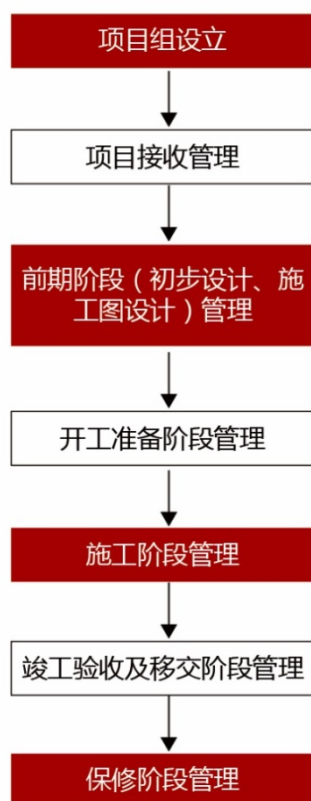 项目组设立
项目接收管理
前期阶段（初步设计、施
工图设计）管理
开工准备阶段管理
施工阶段管理
竣工验收及移交阶段管理
保修阶段管理